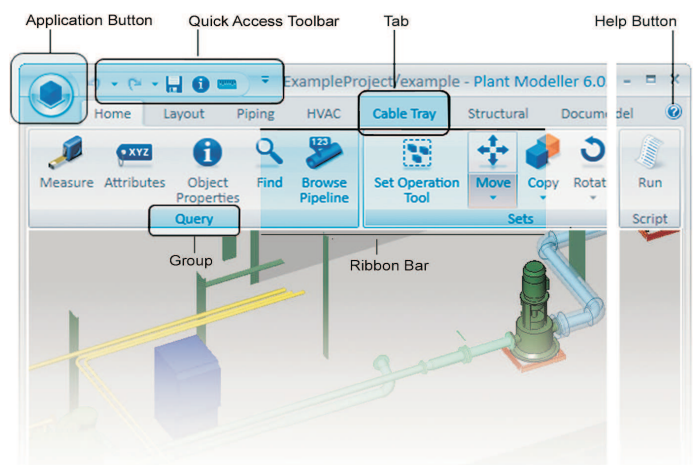 Application Button
Quick Access Toolbar
Tab
Help Button
ExampleProject/example - Plant Modeller 6.0
Home Layout Piping HVAC Cable Tray Structural Docume del
XYZ
123
Measure Attributes Object Properties Find Browse Pipeline Set Operation Tool Move Copy Rotat Run
Query Sets Script
Group
Ribbon Bar